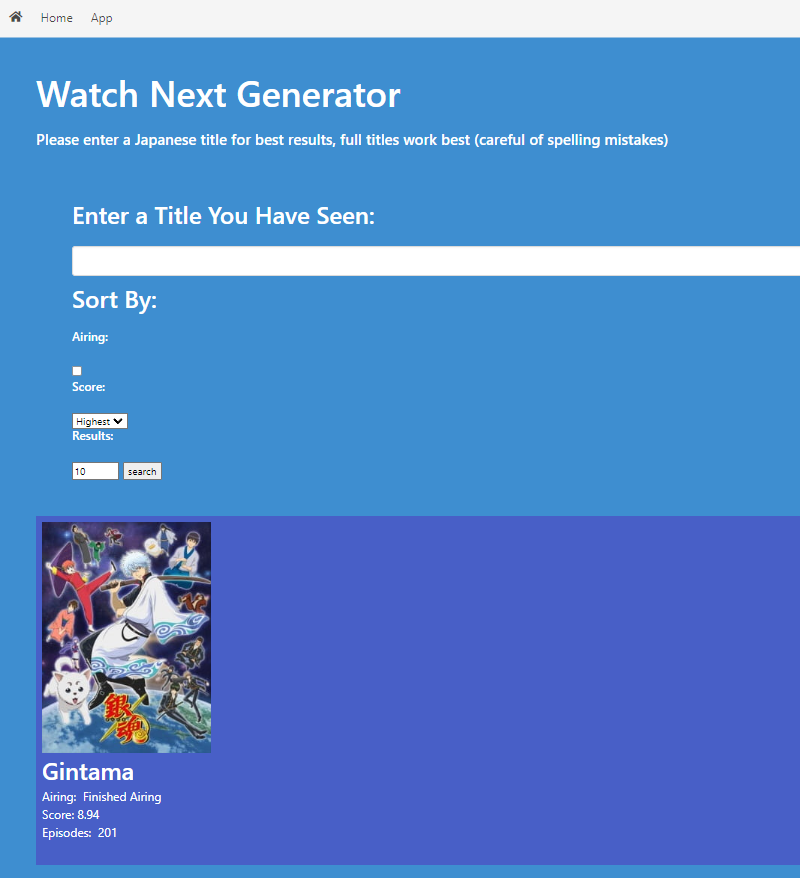 Home App
Watch Next Generator
Please enter a Japanese title for best results, full titles work best (careful of spelling mistakes)
Enter a Title You Have Seen:
Sort By:
Airing:
Score:
Highest
Results:
10 search
銀魂
Gintama
Airing: Finished Airing
Score: 8.94
Episodes: 201